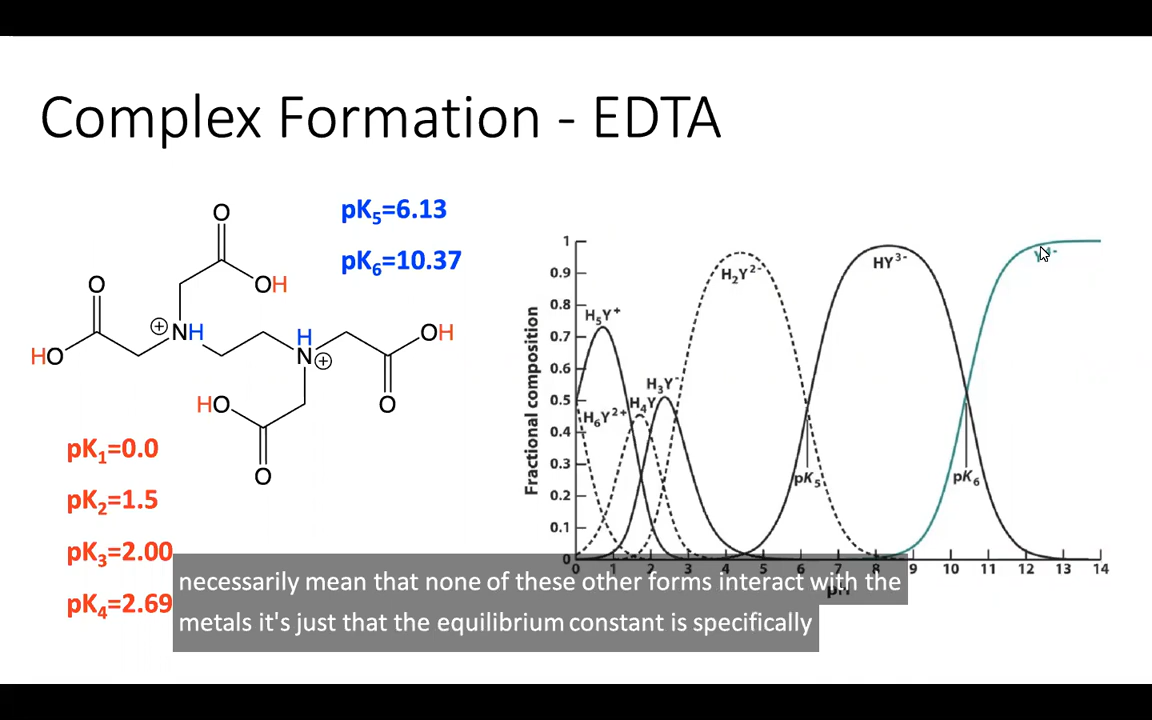 Complex Formation - EDTA
pK5=6.13
pK6=10.37
O
OH
O
HO
NH
H
N
OH
O
HO
O
pK1=0.0
pK2=1.5
pK3=2.00
pK4=2.69
Fractional composition
1
0.9
0.8
0.7
0.6
0.5
0.4
0.3
0.2
0.1
0
H5Y+
H6Y2+
H4Y
H3Y-
H2Y2-
HY3-
pK5
pK6
0 1 2 3 4 5 6 7 8 9 10 11 12 13 14
pH
necessarily mean that none of these other forms interact with the
metals it's just that the equilibrium constant is specifically